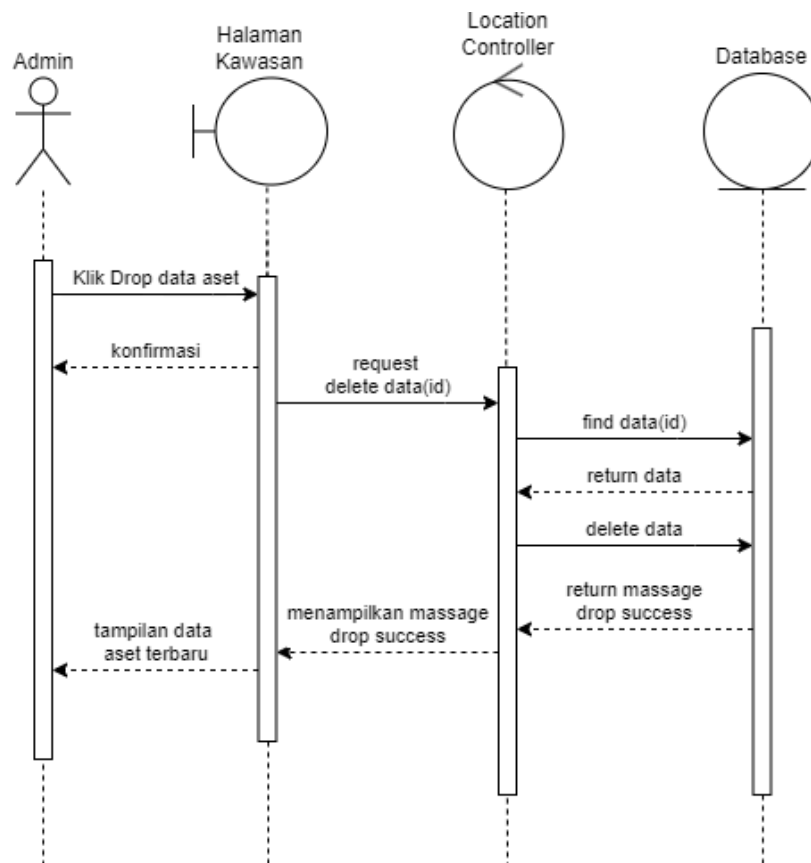 Admin
Halaman
Kawasan
Location
Controller
Database
Klik Drop data aset
konfirmasi
request
delete data(id)
find data(id)
return data
delete data
return massage
drop success
menampilkan massage
drop success
tampilan data
aset terbaru